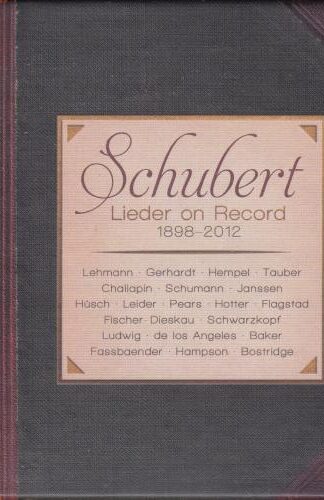 Schubert
Lieder on Record
1898–2012
Lehmann · Gerhardt · Hempel · Tauber
Chaliapin · Schumann · Janssen
Hüsch · Leider · Pears · Hotter · Flagstad
Fischer-Dieskau · Schwarzkopf
Ludwig · de los Angeles · Baker
Fassbaender · Hampson · Bostridge